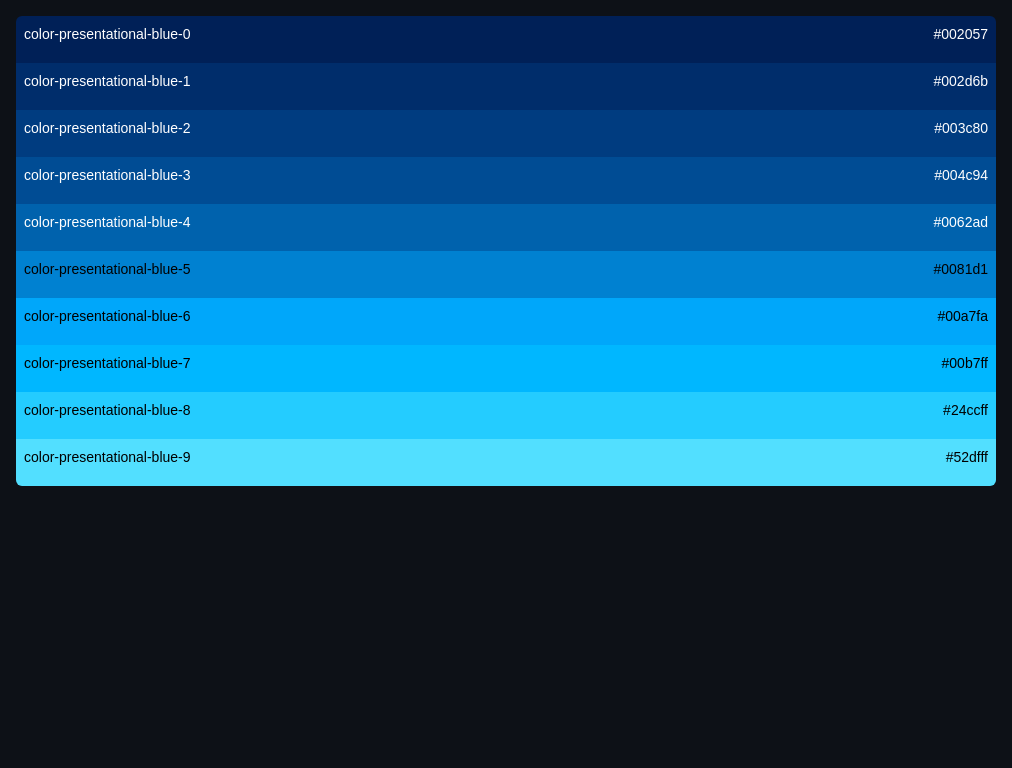 color-presentational-blue-0 #002057
color-presentational-blue-1 #002d6b
color-presentational-blue-2 #003c80
color-presentational-blue-3 #004c94
color-presentational-blue-4 #0062ad
color-presentational-blue-5 #0081d1
color-presentational-blue-6 #00a7fa
color-presentational-blue-7 #00b7ff
color-presentational-blue-8 #24ccff
color-presentational-blue-9 #52dfff